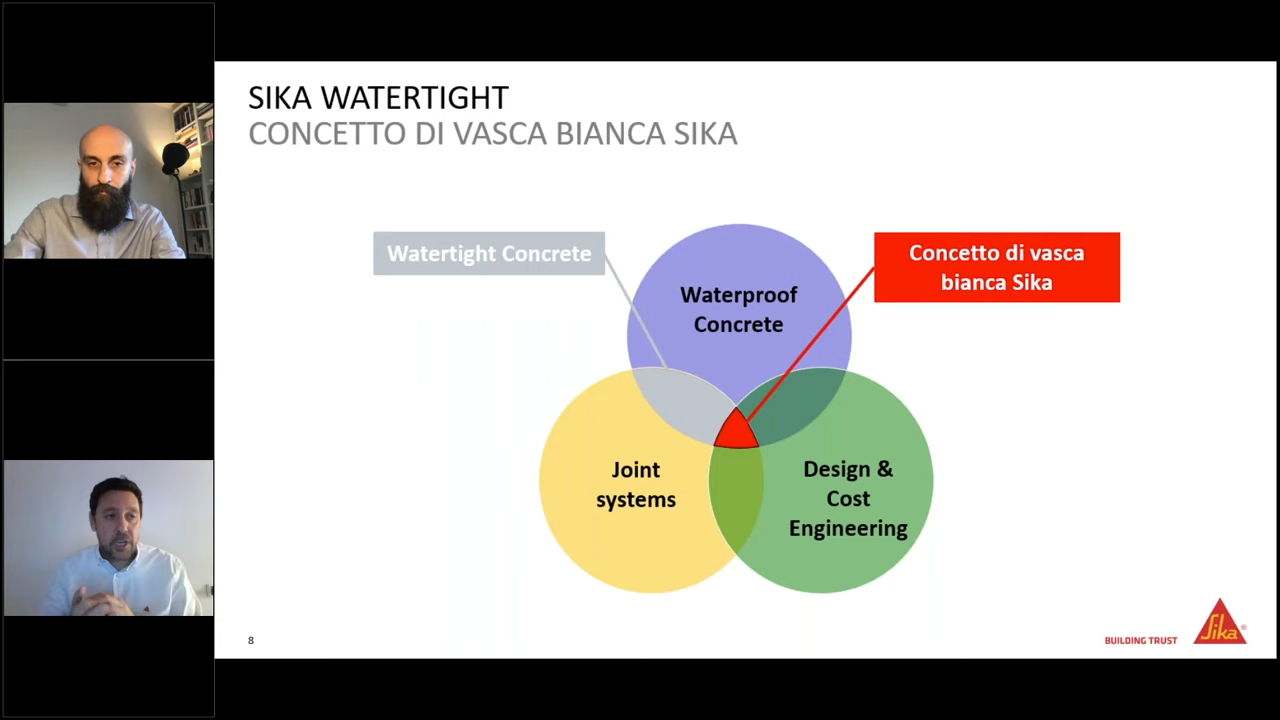 SIKA WATERTIGHT
CONCETTO DI VASCA BIANCA SIKA
Watertight Concrete
Waterproof
Concrete
Concetto di vasca
bianca Sika
Joint
systems
Design &
Cost
Engineering
8
BUILDING TRUST
Sika®